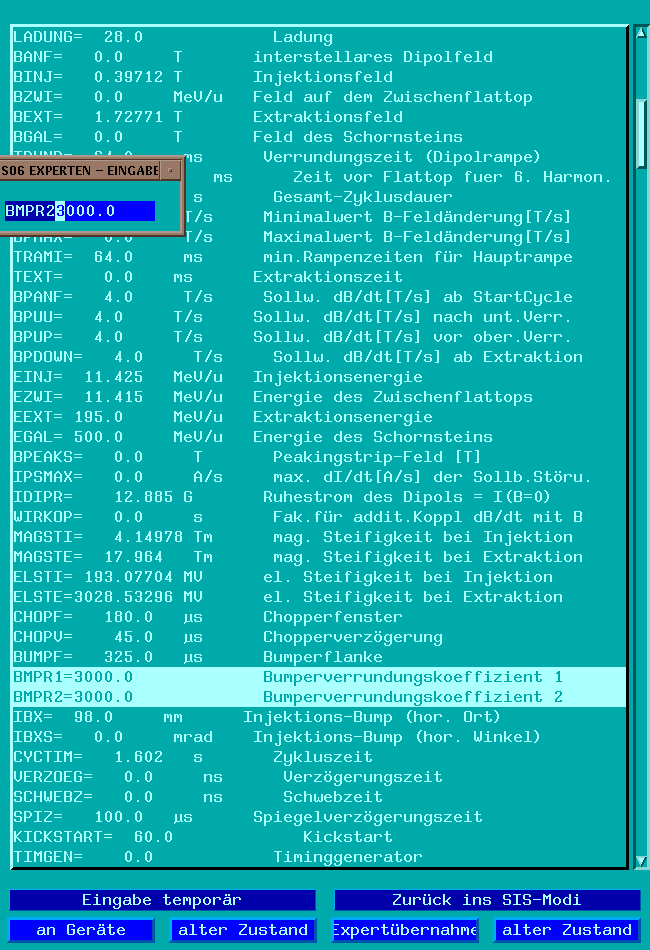 LADUNG= 28.0 Ladung
BANF= 0.0 T interstellares Dipolfeld
BINJ= 0.39712 T Injektionsfeld
BZWI= 0.0 MeV/u Feld auf dem Zwischenflattop
BEXT= 1.72771 T Extraktionsfeld
BGAL= 0.0 T Feld des Schornsteins
ms Verrundungszeit (Dipolrampe)
S06 EXPERTEN - EINGABE
ms Zeit vor Flattop fuer 6. Harmon.
s Gesamt-Zyklusdauer
BMPR23000.0
T/s Minimalwert B-Feldänderung[T/s]
T/s Maximalwert B-Feldänderung[T/s]
TRAMI= 64.0 ms min.Rampenzeiten für Hauptrampe
TEXT= 0.0 ms Extraktionszeit
BPANF= 4.0 T/s Sollw. dB/dt[T/s] ab StartCycle
BPUU= 4.0 T/s Sollw. dB/dt[T/s] nach unt.Verr.
BPUP= 4.0 T/s Sollw. dB/dt[T/s] vor ober.Verr.
BPDOWN= 4.0 T/s Sollw. dB/dt[T/s] ab Extraktion
EINJ= 11.425 MeV/u Injektionsenergie
EZWI= 11.415 MeV/u Energie des Zwischenflattops
EEXT= 195.0 MeV/u Extraktionsenergie
EGAL= 500.0 MeV/u Energie des Schornsteins
BPEAKS= 0.0 T Peakingstrip-Feld [T]
IPSMAX= 0.0 A/s max. dI/dt[A/s] der Sollb.Störu.
IDIPR= 12.885 G Ruhestrom des Dipols = I(B=0)
WIRKOP= 0.0 s Fak.für addit.Koppl dB/dt mit B
MAGSTI= 4.14978 Tm mag. Steifigkeit bei Injektion
MAGSTE= 17.964 Tm mag. Steifigkeit bei Extraktion
ELSTI= 193.07704 MV el. Steifigkeit bei Injektion
ELSTE=3028.53296 MV el. Steifigkeit bei Extraktion
CHOPF= 180.0 µs Chopperfenster
CHOPV= 45.0 µs Chopperverzögerung
BUMPF= 325.0 µs Bumperflanke
BMPR1=3000.0 Bumperverrundungskoeffizient 1
BMPR2=3000.0 Bumperverrundungskoeffizient 2
IBX= 98.0 mm Injektions-Bump (hor. Ort)
IBXS= 0.0 mrad Injektions-Bump (hor. Winkel)
CYCTIM= 1.602 s Zykluszeit
VERZOEG= 0.0 ns Verzögerungszeit
SCHWEBZ= 0.0 ns Schwebzeit
SPIZ= 100.0 µs Spiegelverzögerungszeit
KICKSTART= 60.0 Kickstart
TIMGEN= 0.0 Timinggenerator
Eingabe temporär Zurück ins SIS-Modi
an Geräte alter Zustand Expertübernahme alter Zustand